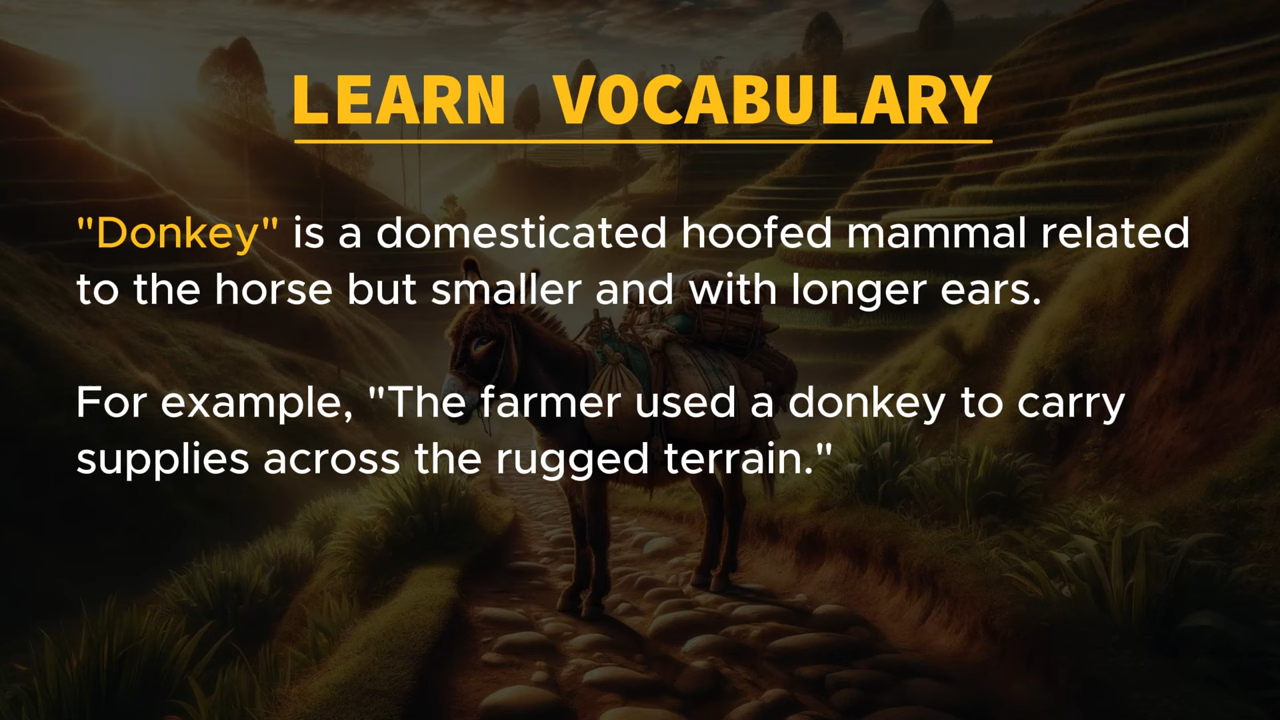 LEARN VOCABULARY
"Donkey" is a domesticated hoofed mammal related
to the horse but smaller and with longer ears.
For example, "The farmer used a donkey to carry
supplies across the rugged terrain."